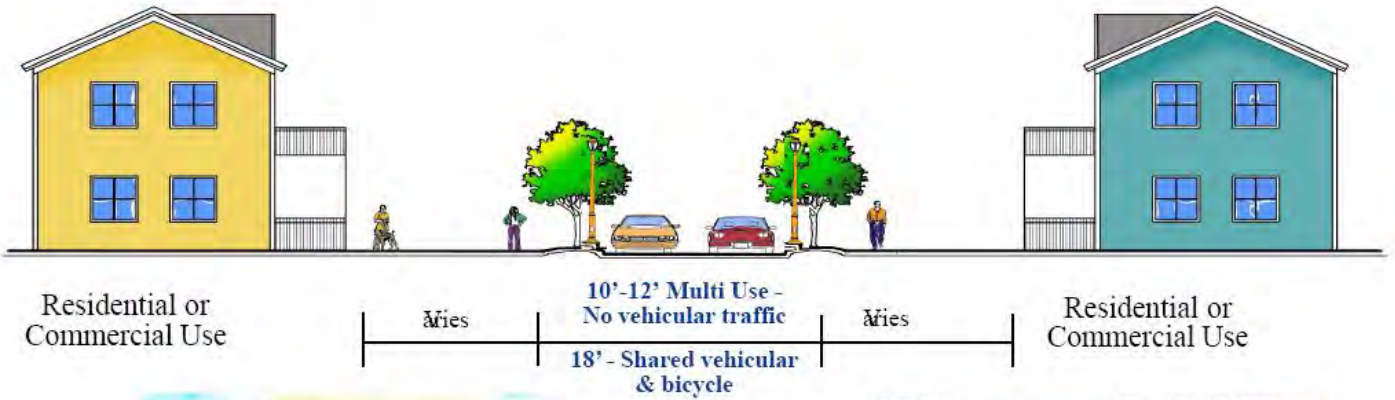 Residential or
Commercial Use
Varies
10’-12’ Multi Use -
No vehicular traffic
18’ - Shared vehicular
& bicycle
Varies
Residential or
Commercial Use